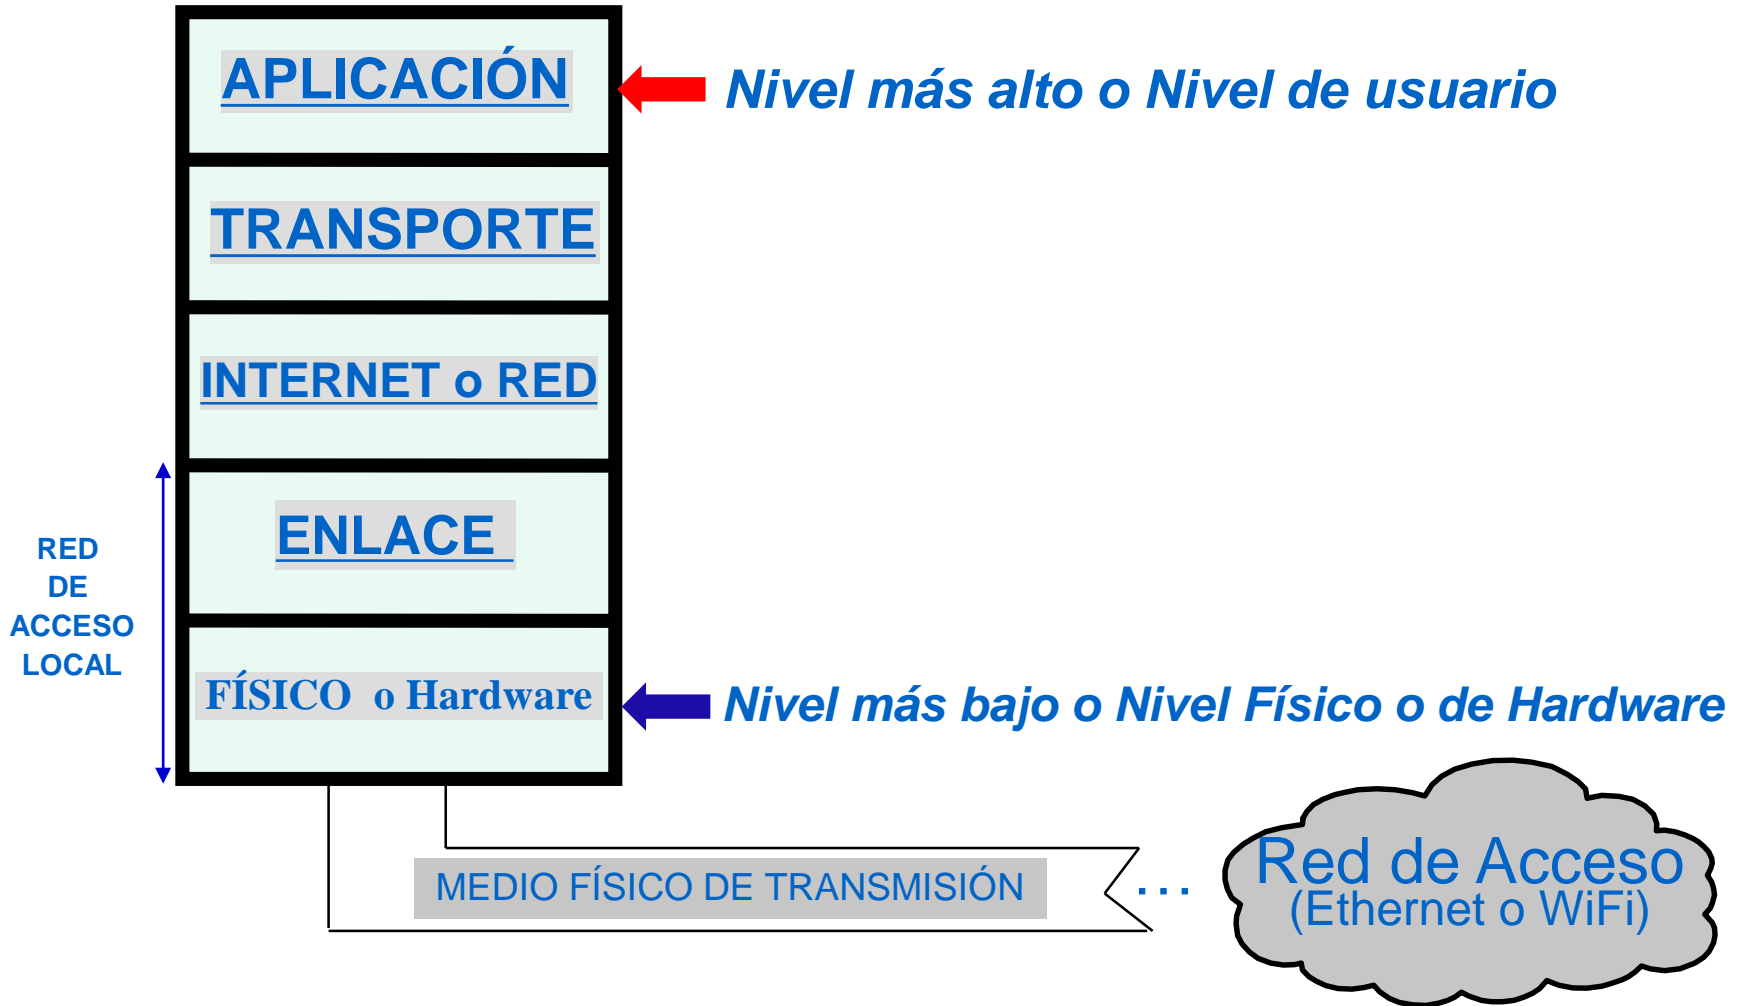 APLICACIÓN
Nivel más alto o Nivel de usuario
TRANSPORTE
INTERNET o RED
ENLACE
RED
DE
ACCESO
LOCAL
FÍSICO o Hardware
Nivel más bajo o Nivel Físico o de Hardware
MEDIO FÍSICO DE TRANSMISIÓN
...
Red de Acceso
(Ethernet o WiFi)